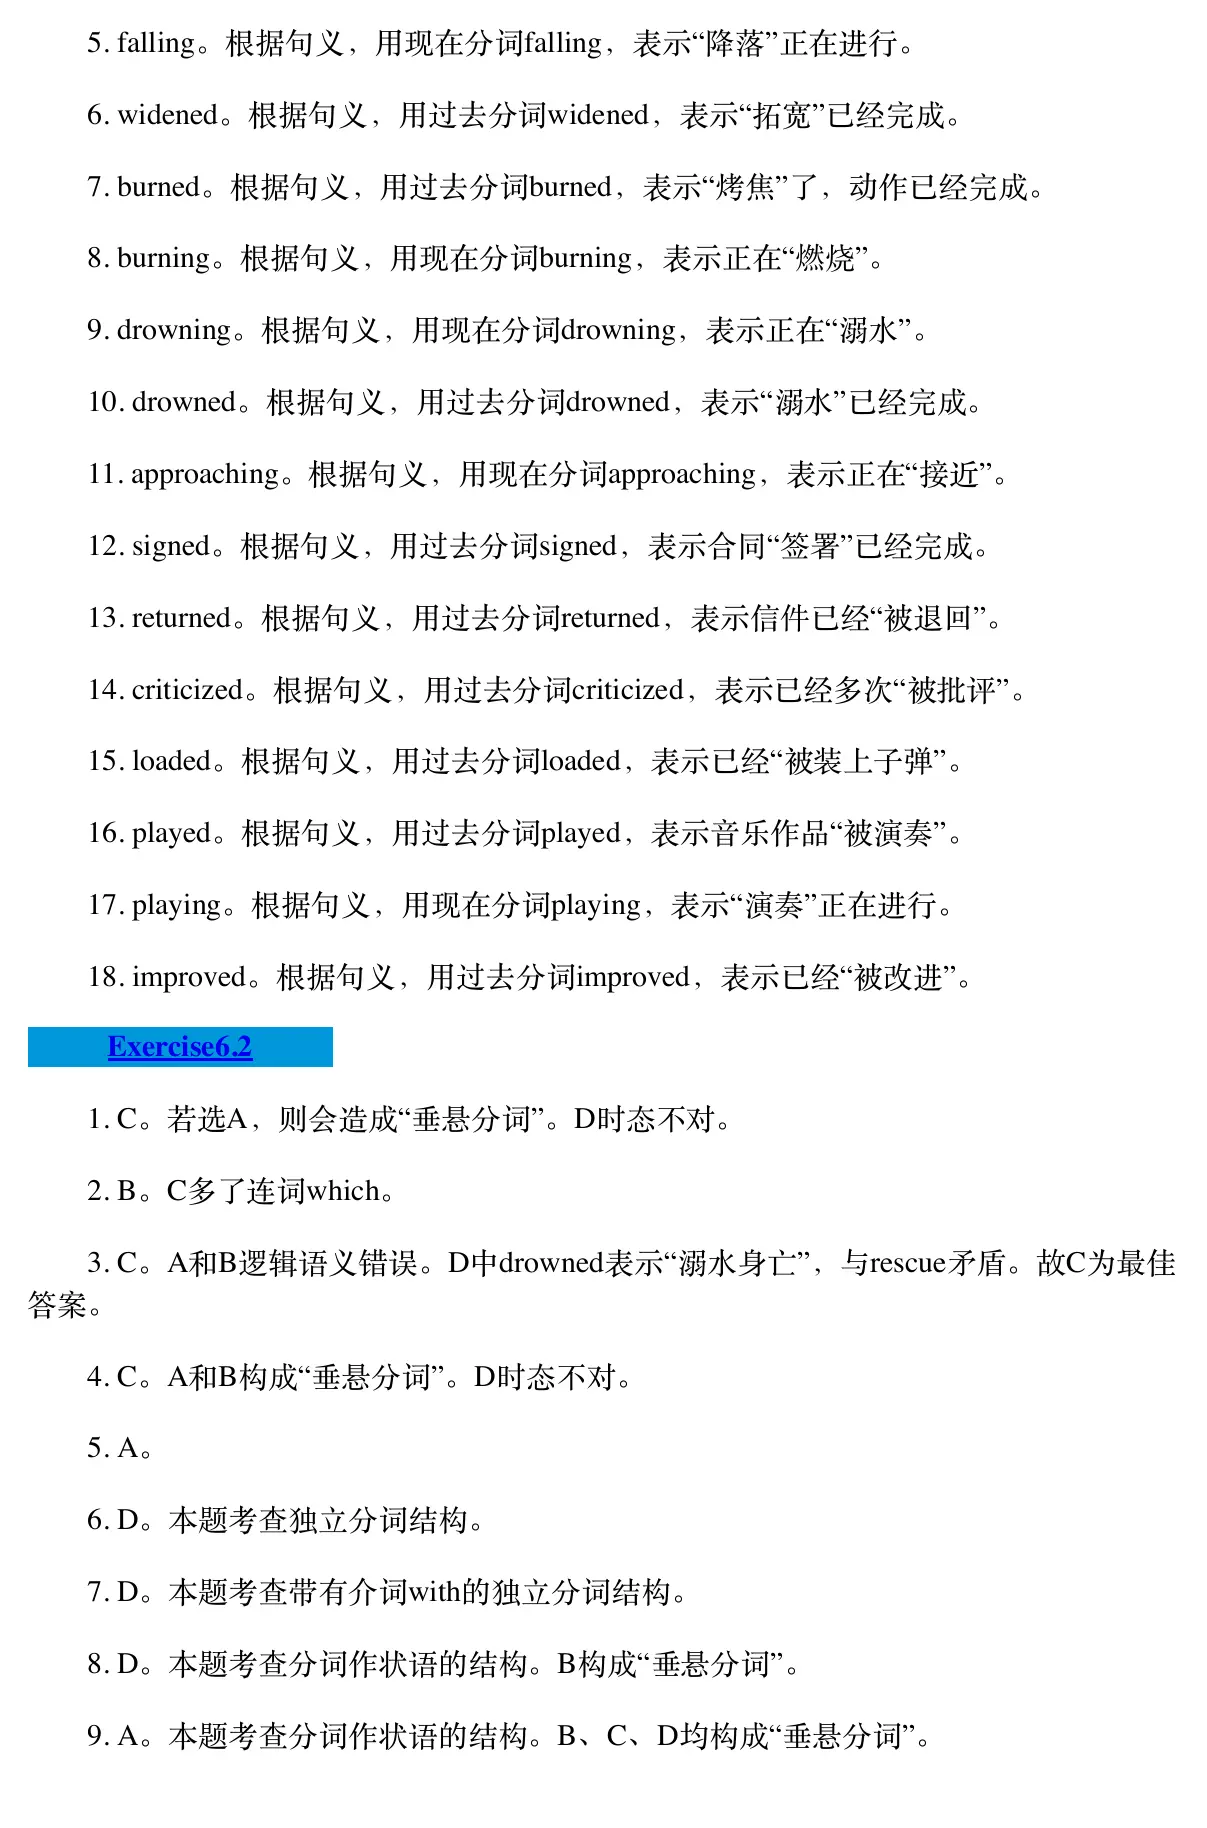 5. falling。根据句义，用现在分词falling，表示“降落”正在进行。
6. widened。根据句义，用过去分词widened，表示“拓宽”已经完成。
7. burned。根据句义，用过去分词burned，表示“烤焦”了，动作已经完成。
8. burning。根据句义，用现在分词burning，表示正在“燃烧”。
9. drowning。根据句义，用现在分词drowning，表示正在“溺水”。
10. drowned。根据句义，用过去分词drowned，表示“溺水”已经完成。
11. approaching。根据句义，用现在分词approaching，表示正在“接近”。
12. signed。根据句义，用过去分词signed，表示合同“签署”已经完成。
13. returned。根据句义，用过去分词returned，表示信件已经“被退回”。
14. criticized。根据句义，用过去分词criticized，表示已经多次“被批评”。
15. loaded。根据句义，用过去分词loaded，表示已经“被装上子弹”。
16. played。根据句义，用过去分词played，表示音乐作品“被演奏”。
17. playing。根据句义，用现在分词playing，表示“演奏”正在进行。
18. improved。根据句义，用过去分词improved，表示已经“被改进”。
Exercise6.2
1. C。若选A，则会造成“垂悬分词”。D时态不对。
2. B。C多了连词which。
3. C。A和B逻辑语义错误。D中drowned表示“溺水身亡”，与rescue矛盾。故C为最佳
答案。
4. C。A和B构成“垂悬分词”。D时态不对。
5. A。
6. D。本题考查独立分词结构。
7. D。本题考查带有介词with的独立分词结构。
8. D。本题考查分词作状语的结构。B构成“垂悬分词”。
9. A。本题考查分词作状语的结构。B、C、D均构成“垂悬分词”。